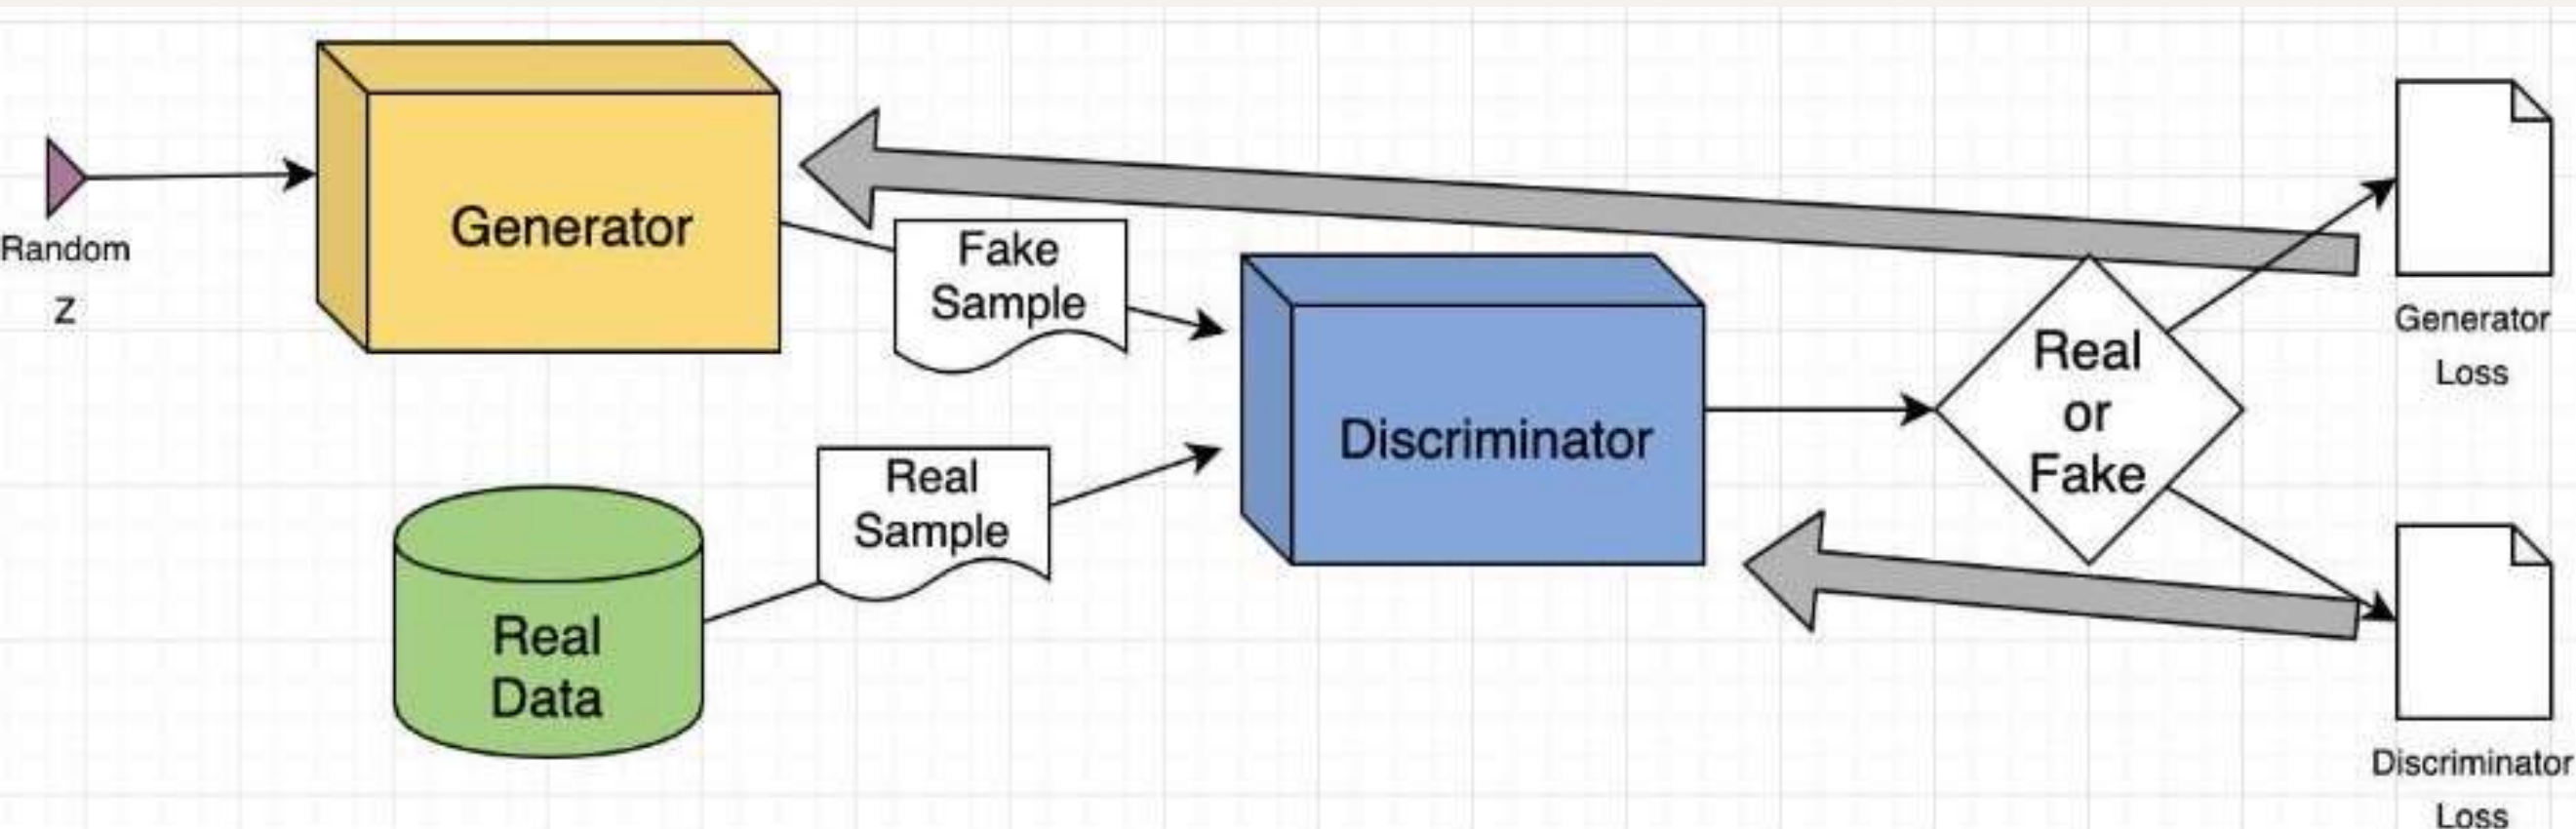 Random
Z
Generator
Fake
Sample
Real
Data
Real
Sample
Discriminator
Real
or
Fake
Generator
Loss
Discriminator
Loss